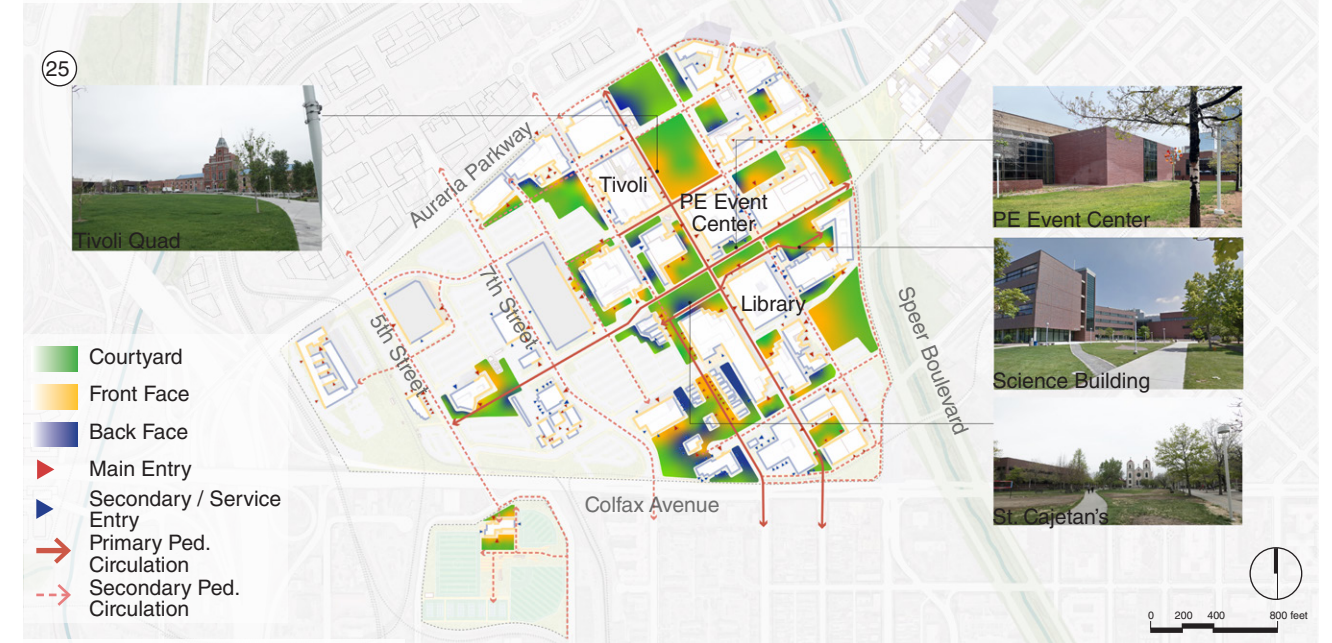 25
Tivoli Quad
Auraria Parkway
Tivoli
PE Event
Center
7th Street
5th Street
Library
Speer Boulevard
Colfax Avenue
PE Event Center
Science Building
St. Cajetan's
Courtyard
Front Face
Back Face
Main Entry
Secondary / Service
Entry
Primary Ped.
Circulation
Secondary Ped.
Circulation
0 200 400 800 feet